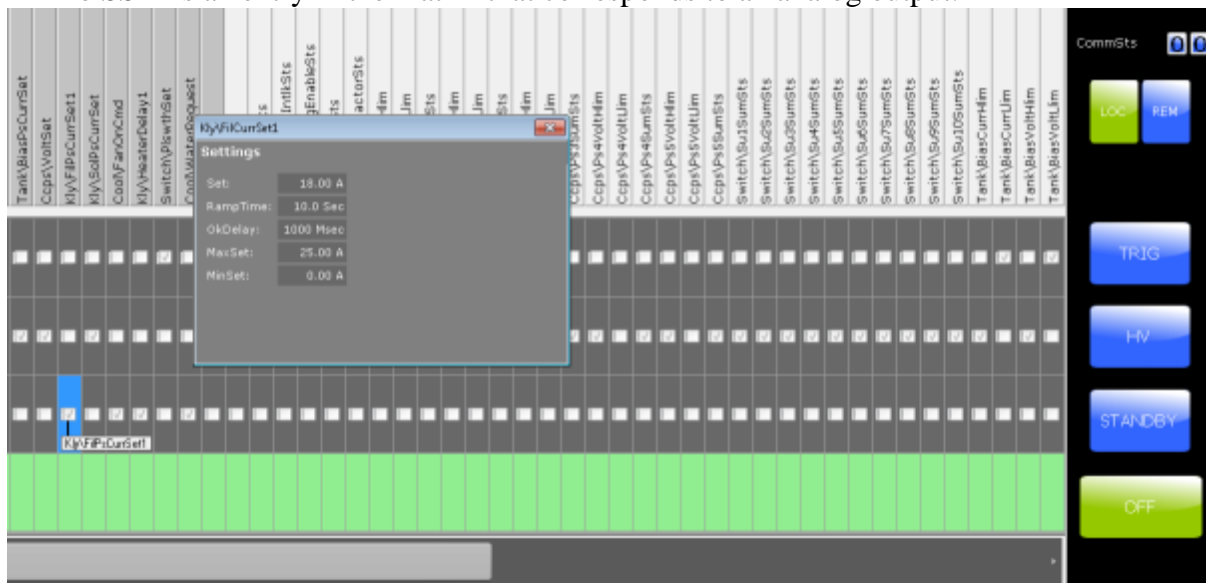 CommSts
LOC
REM
Tank\BiasPsCurrSet
Ccps\VoltSet
Kly\FilPsCurrSet1
Kly\SolPsCurrSet
Cool\FanOnCmd
Kly\HeaterDelay1
Switch\PlswthSet
Cool\WaterRequest
IntlkSts
gEnableSts
actorSts
Ccps\Ps3SumSts
Ccps\Ps4VoltHlim
Ccps\Ps4VoltLlim
Ccps\Ps4SumSts
Ccps\Ps5VoltHlim
Ccps\Ps5VoltLlim
Ccps\Ps5SumSts
Switch\Su1SumSts
Switch\Su2SumSts
Switch\Su3SumSts
Switch\Su4SumSts
Switch\Su5SumSts
Switch\Su6SumSts
Switch\Su7SumSts
Switch\Su8SumSts
Switch\Su9SumSts
Switch\Su10SumSts
Tank\BiasCurrHlim
Tank\BiasCurrLlim
Tank\BiasVoltHlim
Tank\BiasVoltLlim
Kly\FilCurrSet1
Settings
Set: 18.00 A
RampTime: 10.0 Sec
OkDelay: 1000 Msec
MaxSet: 25.00 A
MinSet: 0.00 A
Kly\FilPsCurrSet1
TRIG
HV
STANDBY
OFF